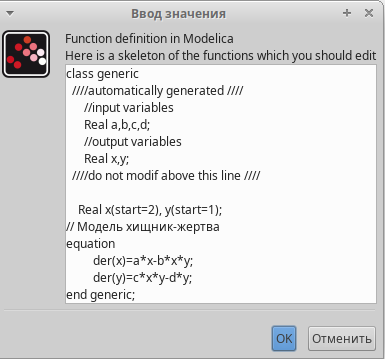 Ввод значения
Function definition in Modelica
Here is a skeleton of the functions which you should edit
class generic
////automatically generated ////
//input variables
Real a,b,c,d;
//output variables
Real x,y;
////do not modif above this line ////
Real x(start=2), y(start=1);
// Модель хищник-жертва
equation
der(x)=a*x-b*x*y;
der(y)=c*x*y-d*y;
end generic;
OK Отменить